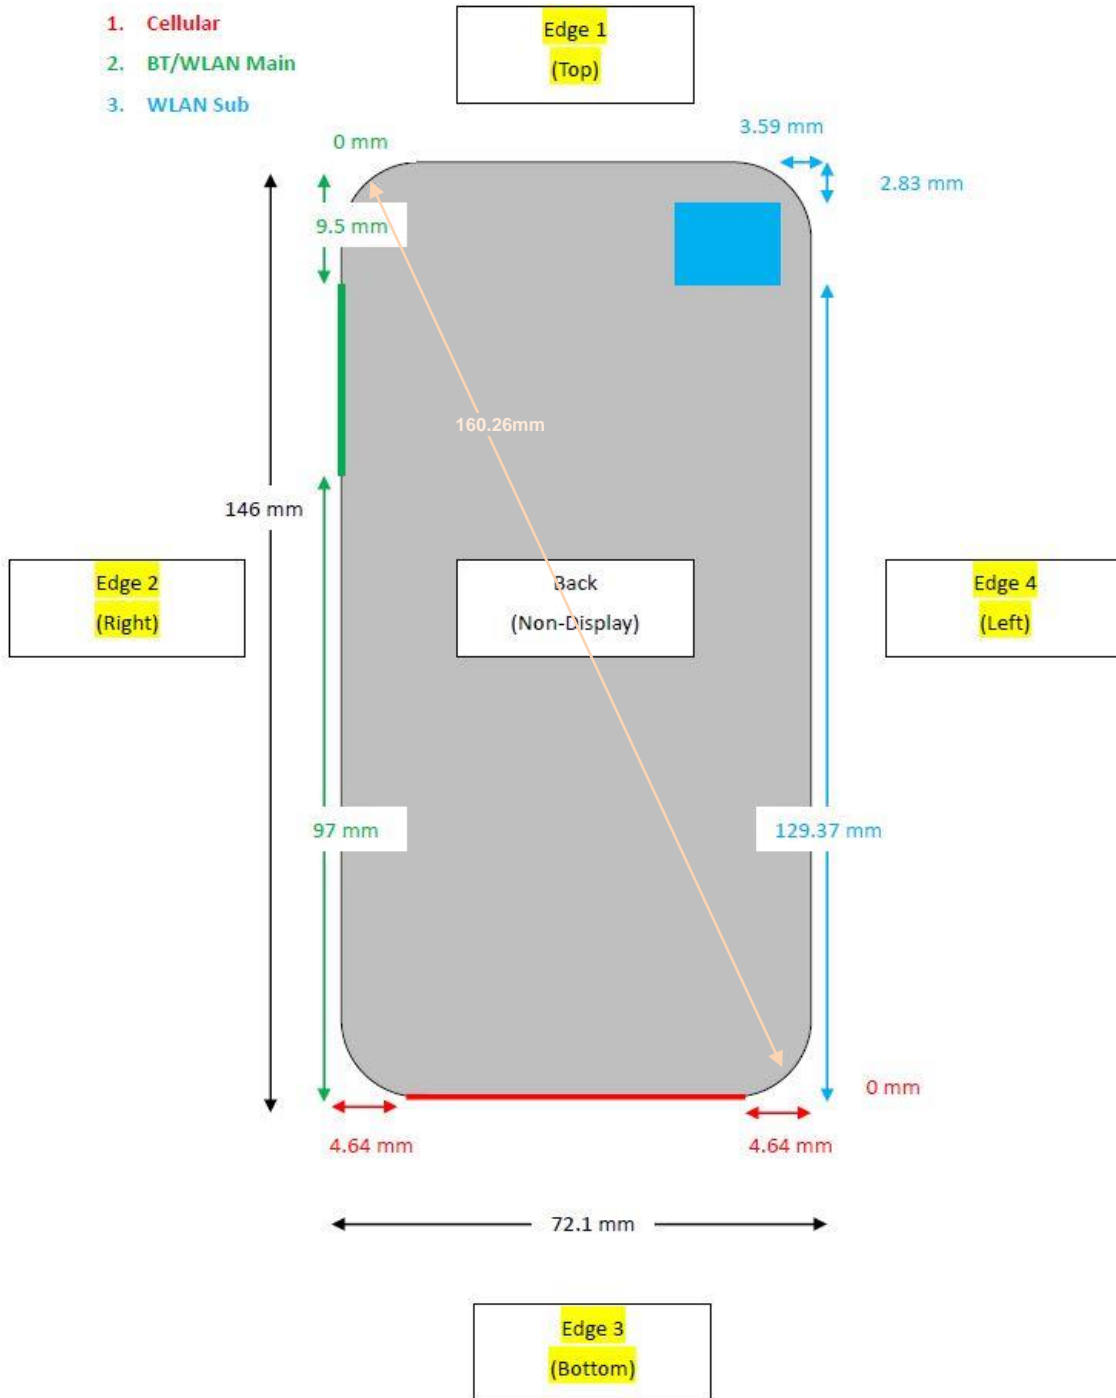 1. Cellular
2. BT/WLAN Main
3. WLAN Sub
Edge 1
(Top)
3.59 mm
0 mm
2.83 mm
9.5 mm
160.26mm
146 mm
Edge 2
(Right)
Back
(Non-Display)
Edge 4
(Left)
97 mm
129.37 mm
0 mm
4.64 mm
4.64 mm
72.1 mm
Edge 3
(Bottom)